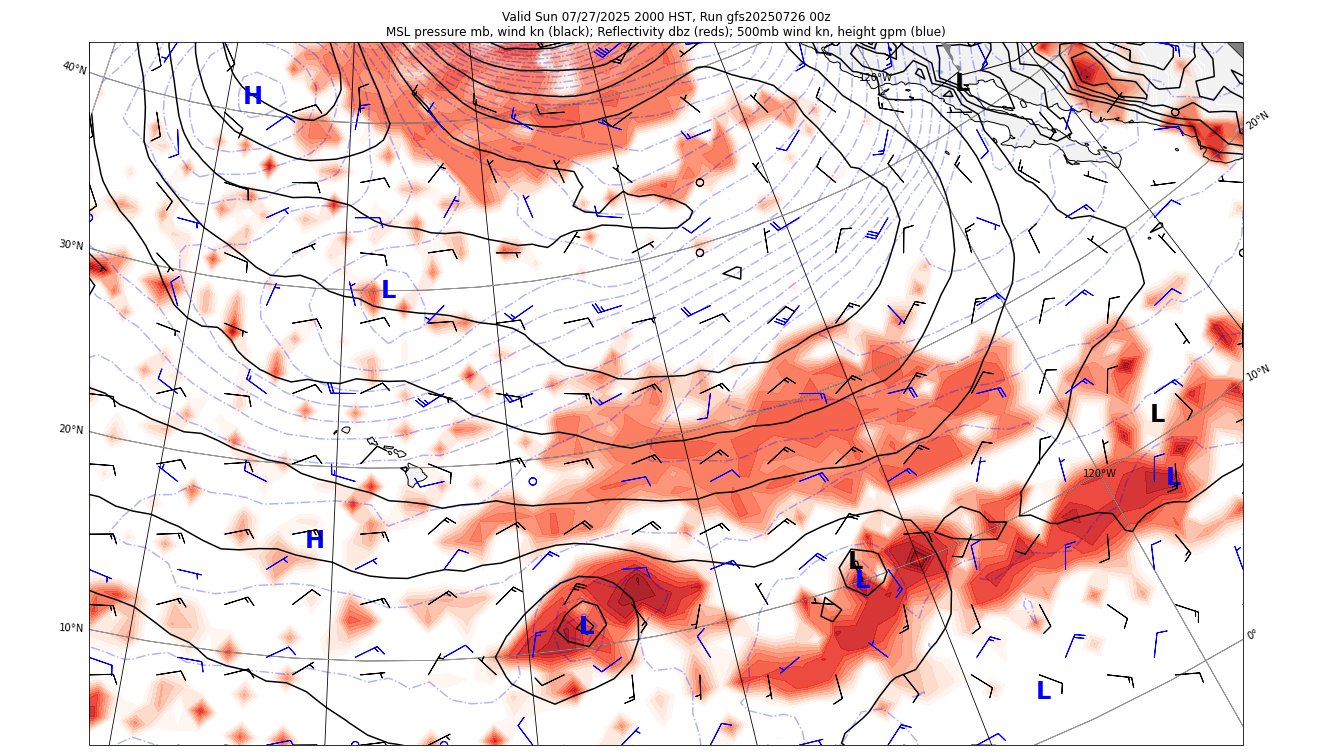 Valid Sun 07/27/2025 2000 HST, Run gfs20250726 00z
MSL pressure mb, wind kn (black); Reflectivity dbz (reds); 500mb wind kn, height gpm (blue)
40°N
H
120°W
L
20°N
30°N
L
10°N
20°N
L
120°W
L
H
L
L
10°N
L
0°
L